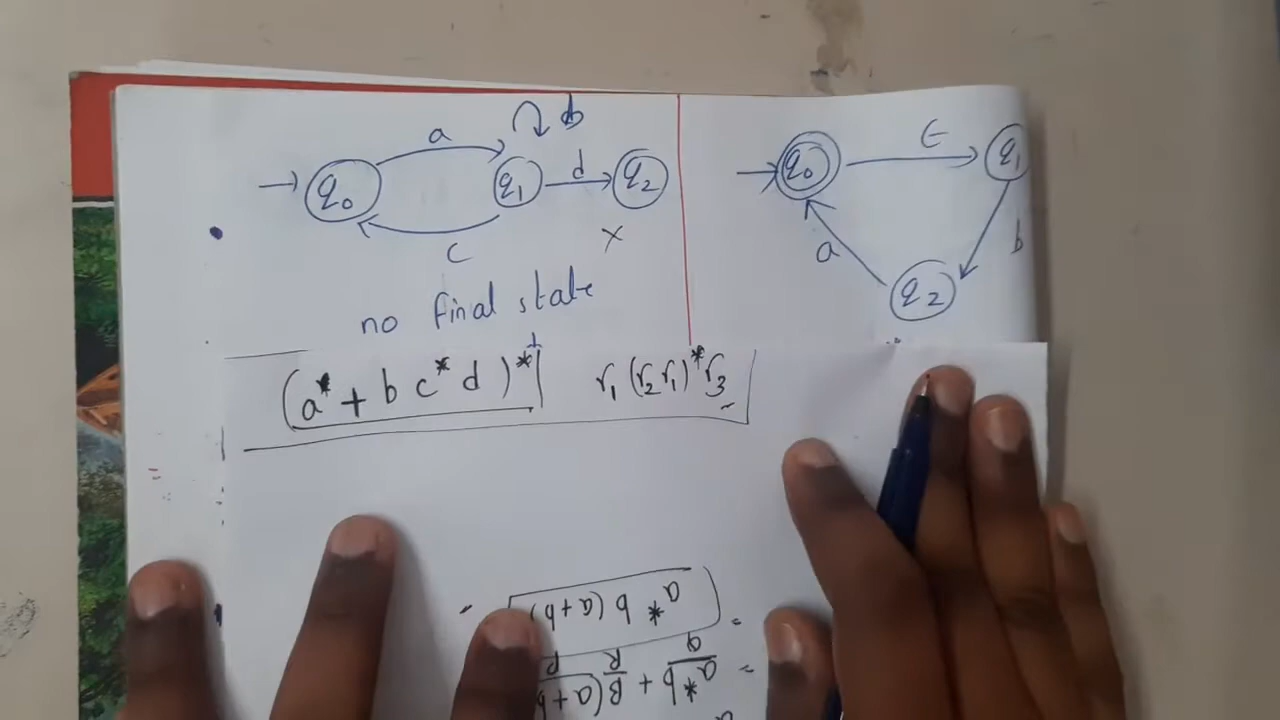 a
b
q₀
q₁
d
q₂
c
x
no final state
ε
q₀
q₁
b
a
q₂
(a* + b c* d)*
r₁ (r₂ r₁)* r₃
a* b (a+b)
=